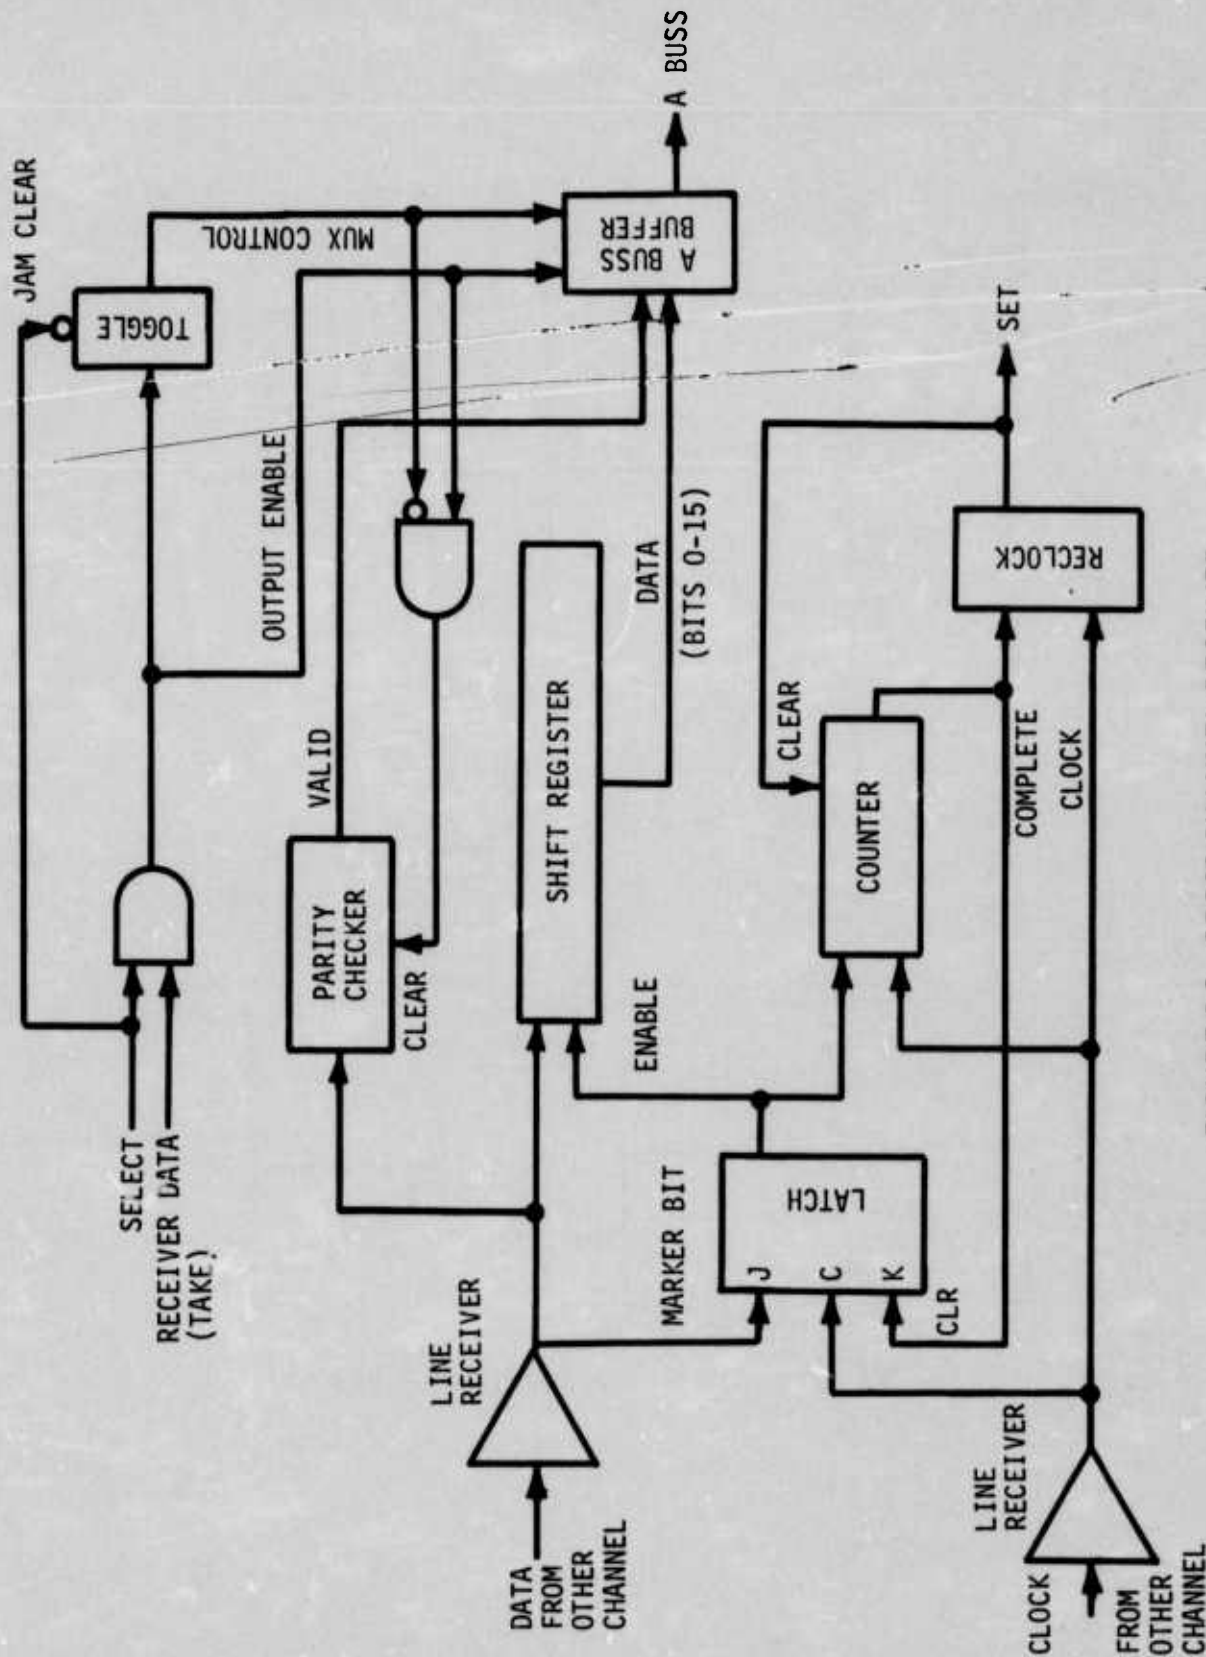 JAM CLEAR
TOGGLE
MUX CONTROL
OUTPUT ENABLE
SELECT
RECEIVER DATA
(TAKE)
A BUSS
BUFFER
A BUSS
VALID
PARITY
CHECKER
CLEAR
SHIFT REGISTER
DATA
(BITS 0-15)
ENABLE
LINE
RECEIVER
DATA
FROM
OTHER
CHANNEL
MARKER BIT
J
C
K
LATCH
CLR
CLEAR
COUNTER
COMPLETE
CLOCK
RECLOCK
SET
LINE
RECEIVER
CLOCK
FROM
OTHER
CHANNEL